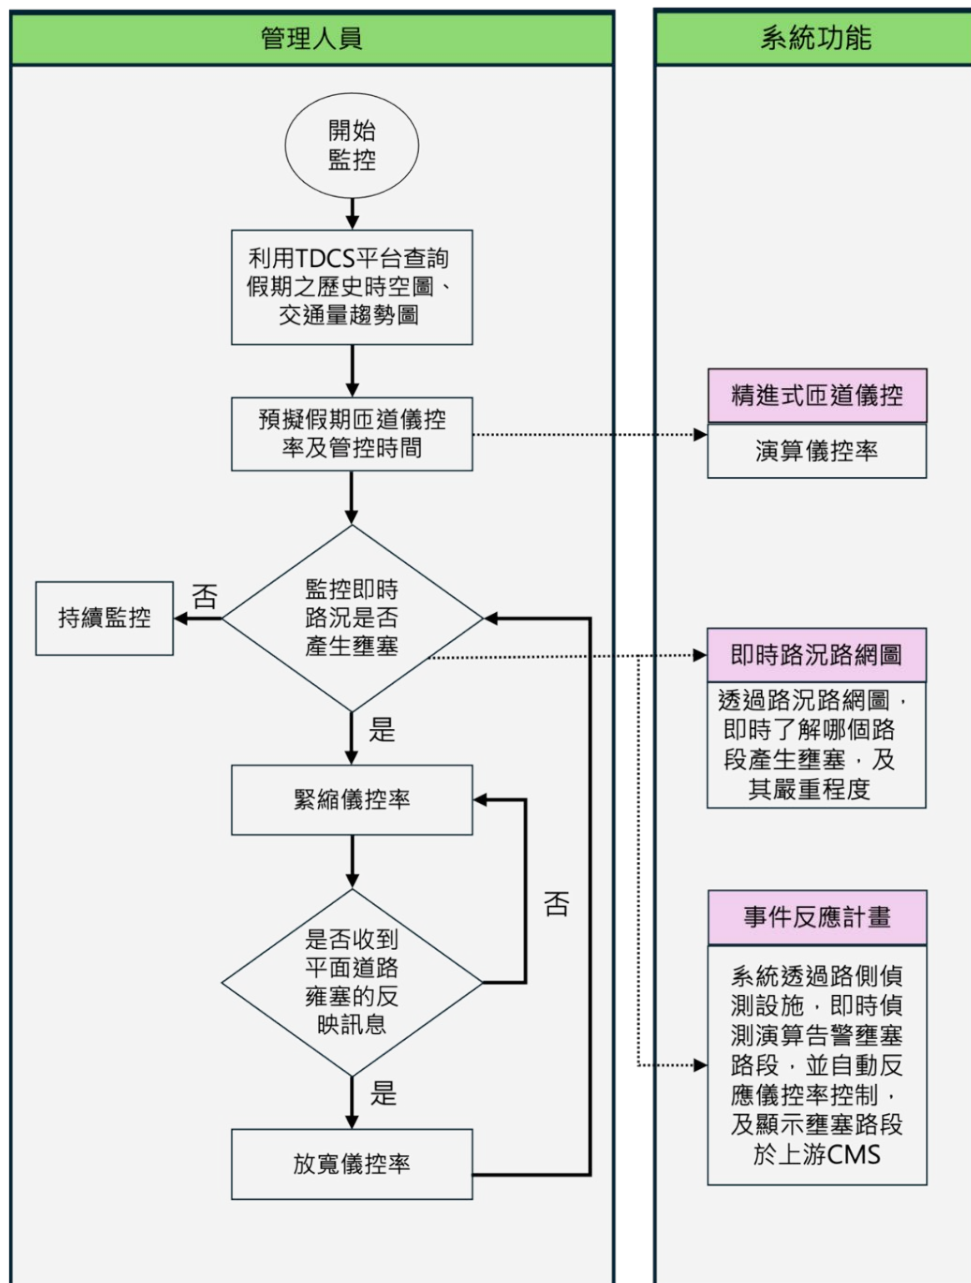 管理人員
開始
監控
利用TDCS平台查詢
假期之歷史時空圖、
交通量趨勢圖
預擬假期匝道儀控
率及管控時間
監控即時
路況是否
產生壅塞
否
持續監控
是
緊縮儀控率
否
是否收到
平面道路
雍塞的反
映訊息
是
放寬儀控率
系統功能
精進式匝道儀控
演算儀控率
即時路況路網圖
透過路況路網圖，
即時了解哪個路
段產生壅塞，及
其嚴重程度
事件反應計畫
系統透過路側偵
測設施，即時偵
測演算告警壅塞
路段，並自動反
應儀控率控制，
及顯示壅塞路段
於上游CMS